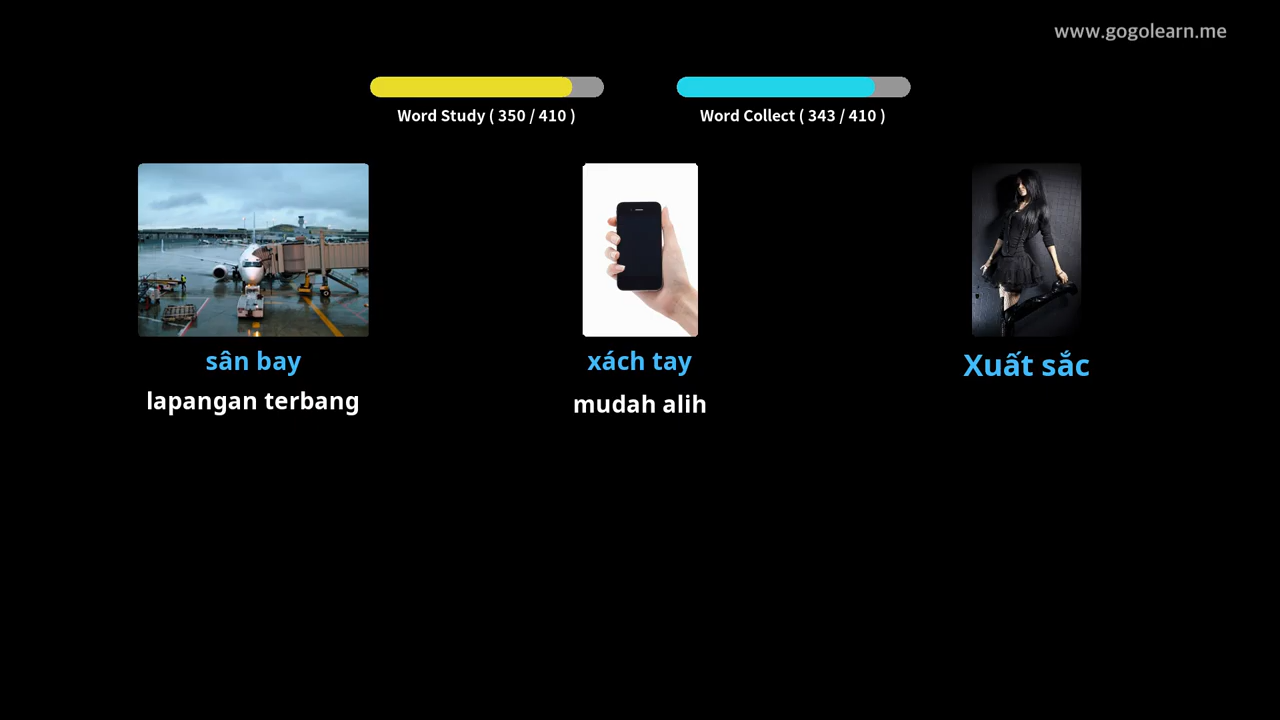 www.gogolearn.me
Word Study ( 350 / 410 )
Word Collect ( 343 / 410 )
sân bay
xách tay
Xuất sắc
lapangan terbang
mudah alih